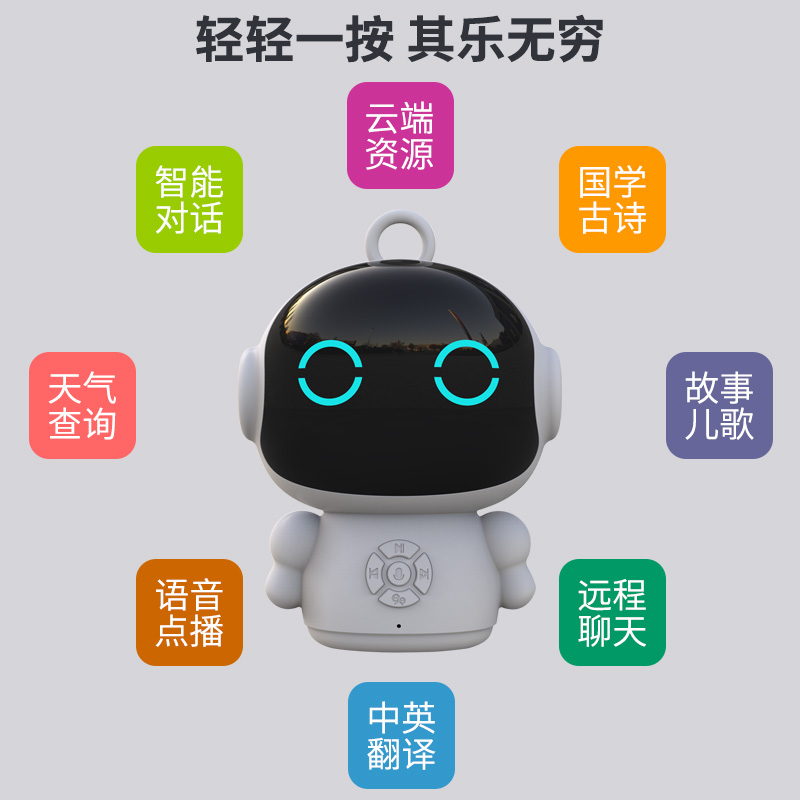 轻轻一按 其乐无穷
云端
资源
智能
对话
国学
古诗
天气
查询
故事
儿歌
语音
点播
远程
聊天
中英
翻译